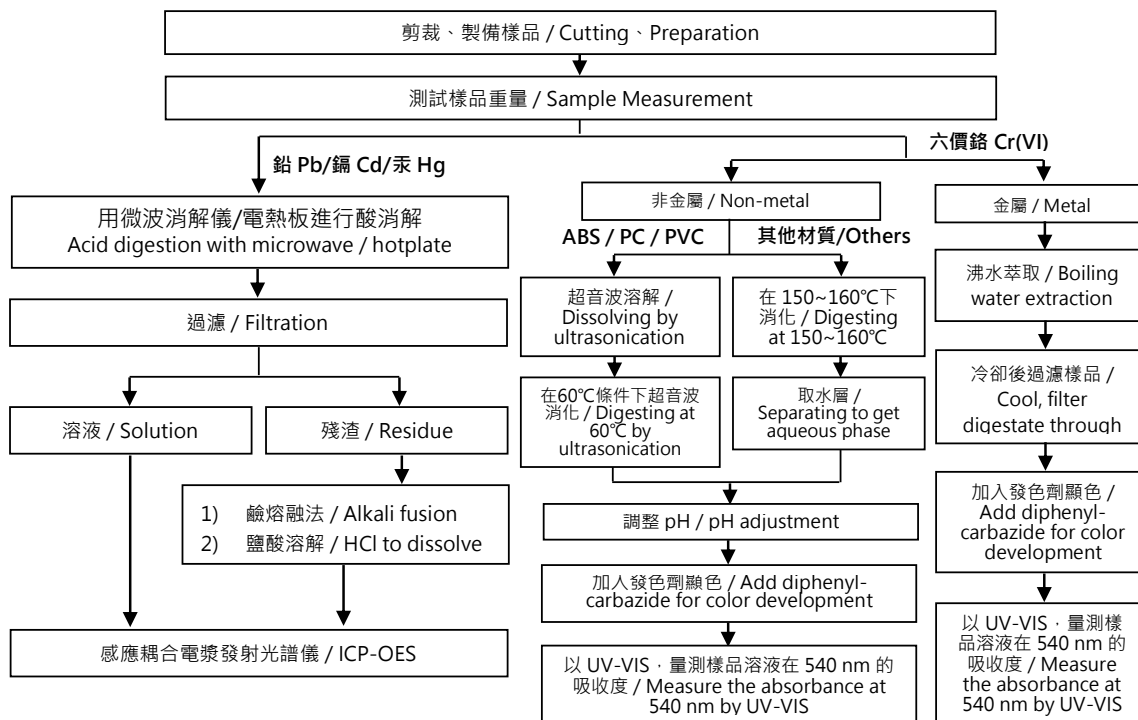 剪裁、製備樣品 / Cutting、Preparation
測試樣品重量 / Sample Measurement
鉛 Pb/鎘 Cd/汞 Hg
六價鉻 Cr(VI)
用微波消解儀/電熱板進行酸消解
Acid digestion with microwave / hotplate
過濾 / Filtration
溶液 / Solution
殘渣 / Residue
1) 鹼熔融法 / Alkali fusion
2) 鹽酸溶解 / HCl to dissolve
感應耦合電漿發射光譜儀 / ICP-OES
非金屬 / Non-metal
ABS / PC / PVC
其他材質/Others
超音波溶解 /
Dissolving by
ultrasonication
在60℃條件下超音波
消化 / Digesting at
60℃ by
ultrasonication
在 150~160℃下
消化 / Digesting
at 150~160℃
取水層 /
Separating to get
aqueous phase
調整 pH / pH adjustment
加入發色劑顯色 / Add diphenyl-
carbazide for color development
以 UV-VIS，量測樣品溶液在 540 nm 的
吸收度 / Measure the absorbance at
540 nm by UV-VIS
金屬 / Metal
沸水萃取 / Boiling
water extraction
冷卻後過濾樣品 /
Cool, filter
digestate through
加入發色劑顯色 /
Add diphenyl-
carbazide for color
development
以 UV-VIS，量測樣
品溶液在 540 nm 的
吸收度 / Measure
the absorbance at
540 nm by UV-VIS